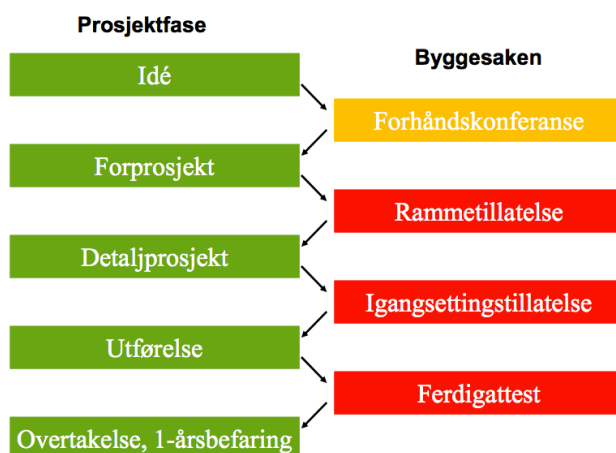 Prosjektfase
Byggesaken
Idé
Forhåndskonferanse
Forprosjekt
Rammetillatelse
Detaljprosjekt
Igangsettingstillatelse
Utførelse
Ferdigattest
Overtakelse, 1-årsbefaring